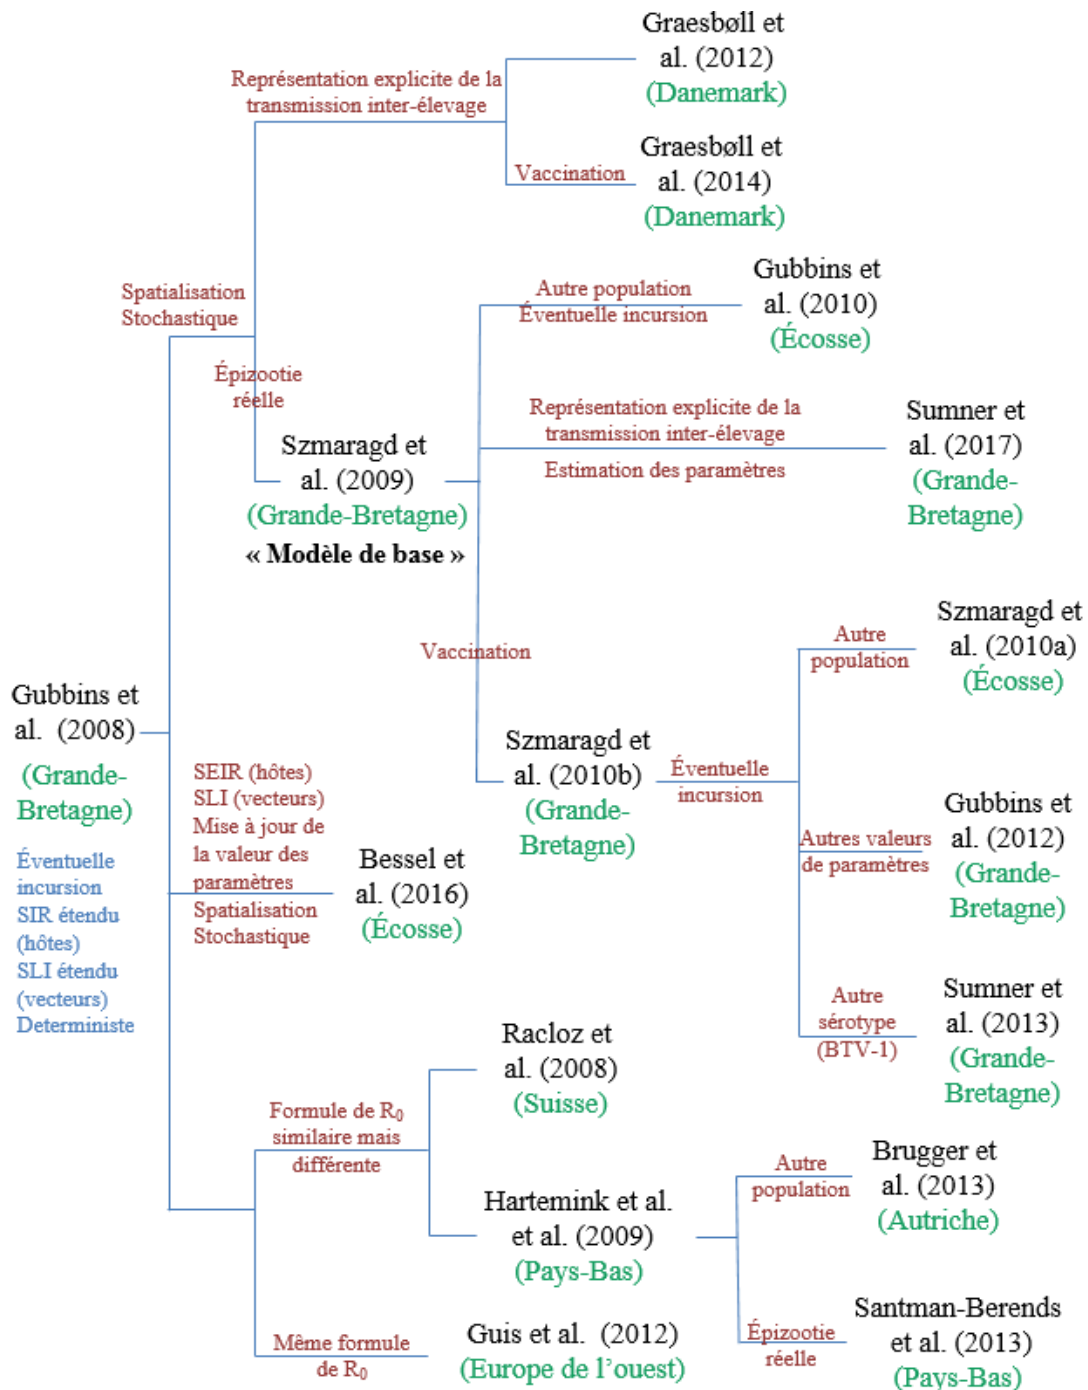 Graesbøll et
al. (2012)
(Danemark)
Représentation explicite de la
transmission inter-élevage
Graesbøll et
al. (2014)
(Danemark)
Vaccination
Spatialisation
Stochastique
Gubbins et
al. (2010)
(Écosse)
Autre population
Éventuelle incursion
Épizootie
réelle
Représentation explicite de la
transmission inter-élevage
Estimation des paramètres
Sumner et
al. (2017)
(Grande-
Bretagne)
Szmaragd et
al. (2009)
(Grande-Bretagne)
« Modèle de base »
Vaccination
Autre
population
Szmaragd et
al. (2010a)
(Écosse)
Gubbins et
al. (2008)
(Grande-
Bretagne)
Éventuelle
incursion
SIR étendu
(hôtes)
SLI étendu
(vecteurs)
Deterministe
Szmaragd et
al. (2010b)
(Grande-
Bretagne)
Éventuelle
incursion
Autres valeurs
de paramètres
Gubbins et
al. (2012)
(Grande-
Bretagne)
SEIR (hôtes)
SLI (vecteurs)
Mise à jour de
la valeur des
paramètres
Spatialisation
Stochastique
Bessel et
al. (2016)
(Écosse)
Autre
sérotype
(BTV-1)
Sumner et
al. (2013)
(Grande-
Bretagne)
Racloz et
al. (2008)
(Suisse)
Formule de R0
similaire mais
différente
Hartemink et al.
et al. (2009)
(Pays-Bas)
Autre
population
Brugger et
al. (2013)
(Autriche)
Épizootie
réelle
Santman-Berends
et al. (2013)
(Pays-Bas)
Même formule
de R0
Guis et al. (2012)
(Europe de l'ouest)